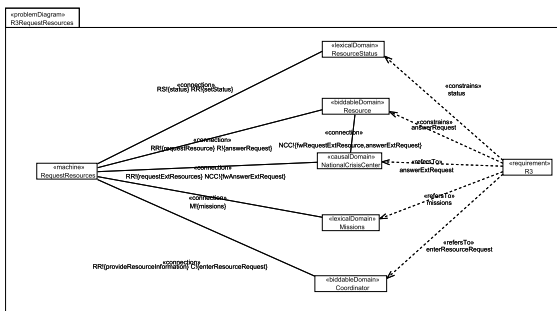 «problemDiagram»
R3RequestResources
«lexicalDomain»
ResourceStatus
«connection»
RS!{status} RR!{setStatus}
«constrains»
status
«biddableDomain»
Resource
«constrains»
answerRequest
«connection»
RR!{requestResource} R!{answerRequest}
«connection»
NCC!{fwRequestExtResource,answerExtRequest}
«machine»
RequestResources
«connection»
RR!{requestExtResources} NCC!{fwAnswerExtRequest}
«causalDomain»
NationalCrisisCenter
«refersTo»
answerExtRequest
«requirement»
R3
«connection»
M!{missions}
«lexicalDomain»
Missions
«refersTo»
missions
«refersTo»
enterResourceRequest
«connection»
RR!{provideResourceInformation} C!{enterResourceRequest}
«biddableDomain»
Coordinator